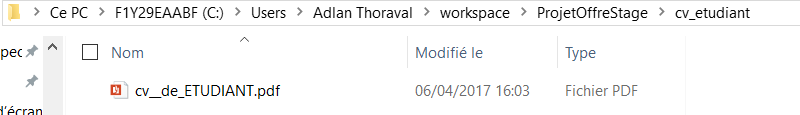 Ce PC > F1Y29EAABF (C:) > Users > Adlan Thoraval > workspace > ProjetOffreStage > cv_etudiant
pec Nom Modifié le Type
cv__de_ETUDIANT.pdf 06/04/2017 16:03 Fichier PDF
d'écran